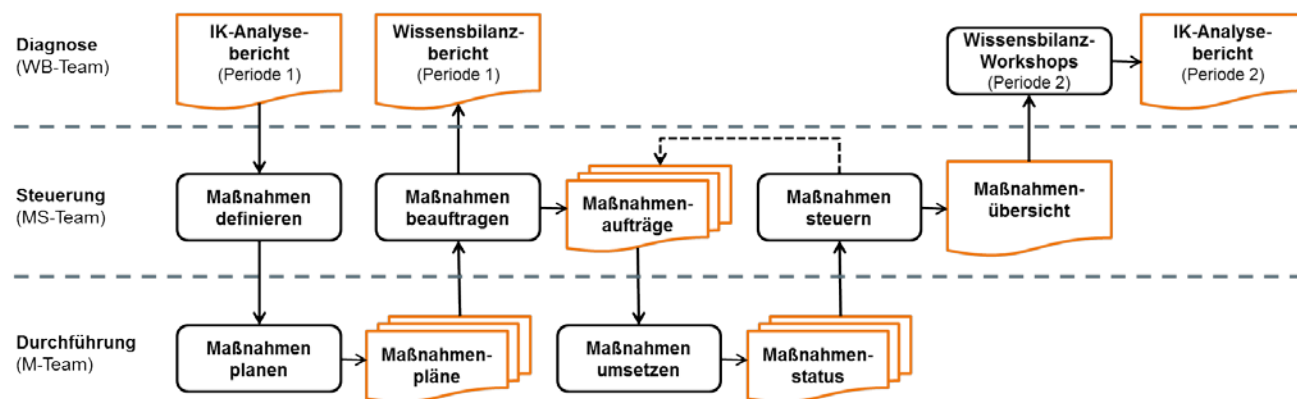 Diagnose
(WB-Team)
IK-Analyse-
bericht
(Periode 1)
Wissensbilanz-
bericht
(Periode 1)
Wissensbilanz-
Workshops
(Periode 2)
IK-Analyse-
bericht
(Periode 2)
Steuerung
(MS-Team)
Maßnahmen
definieren
Maßnahmen
beauftragen
Maßnahmen-
aufträge
Maßnahmen
steuern
Maßnahmen-
übersicht
Durchführung
(M-Team)
Maßnahmen
planen
Maßnahmen-
pläne
Maßnahmen
umsetzen
Maßnahmen-
status